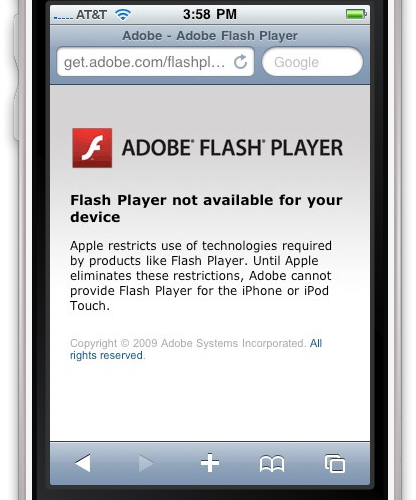 AT&T 3:58 PM
Adobe - Adobe Flash Player
get.adobe.com/flashpl... Google
ADOBE® FLASH® PLAYER
Flash Player not available for your
device
Apple restricts use of technologies required
by products like Flash Player. Until Apple
eliminates these restrictions, Adobe cannot
provide Flash Player for the iPhone or iPod
Touch.
Copyright © 2009 Adobe Systems Incorporated. All
rights reserved.